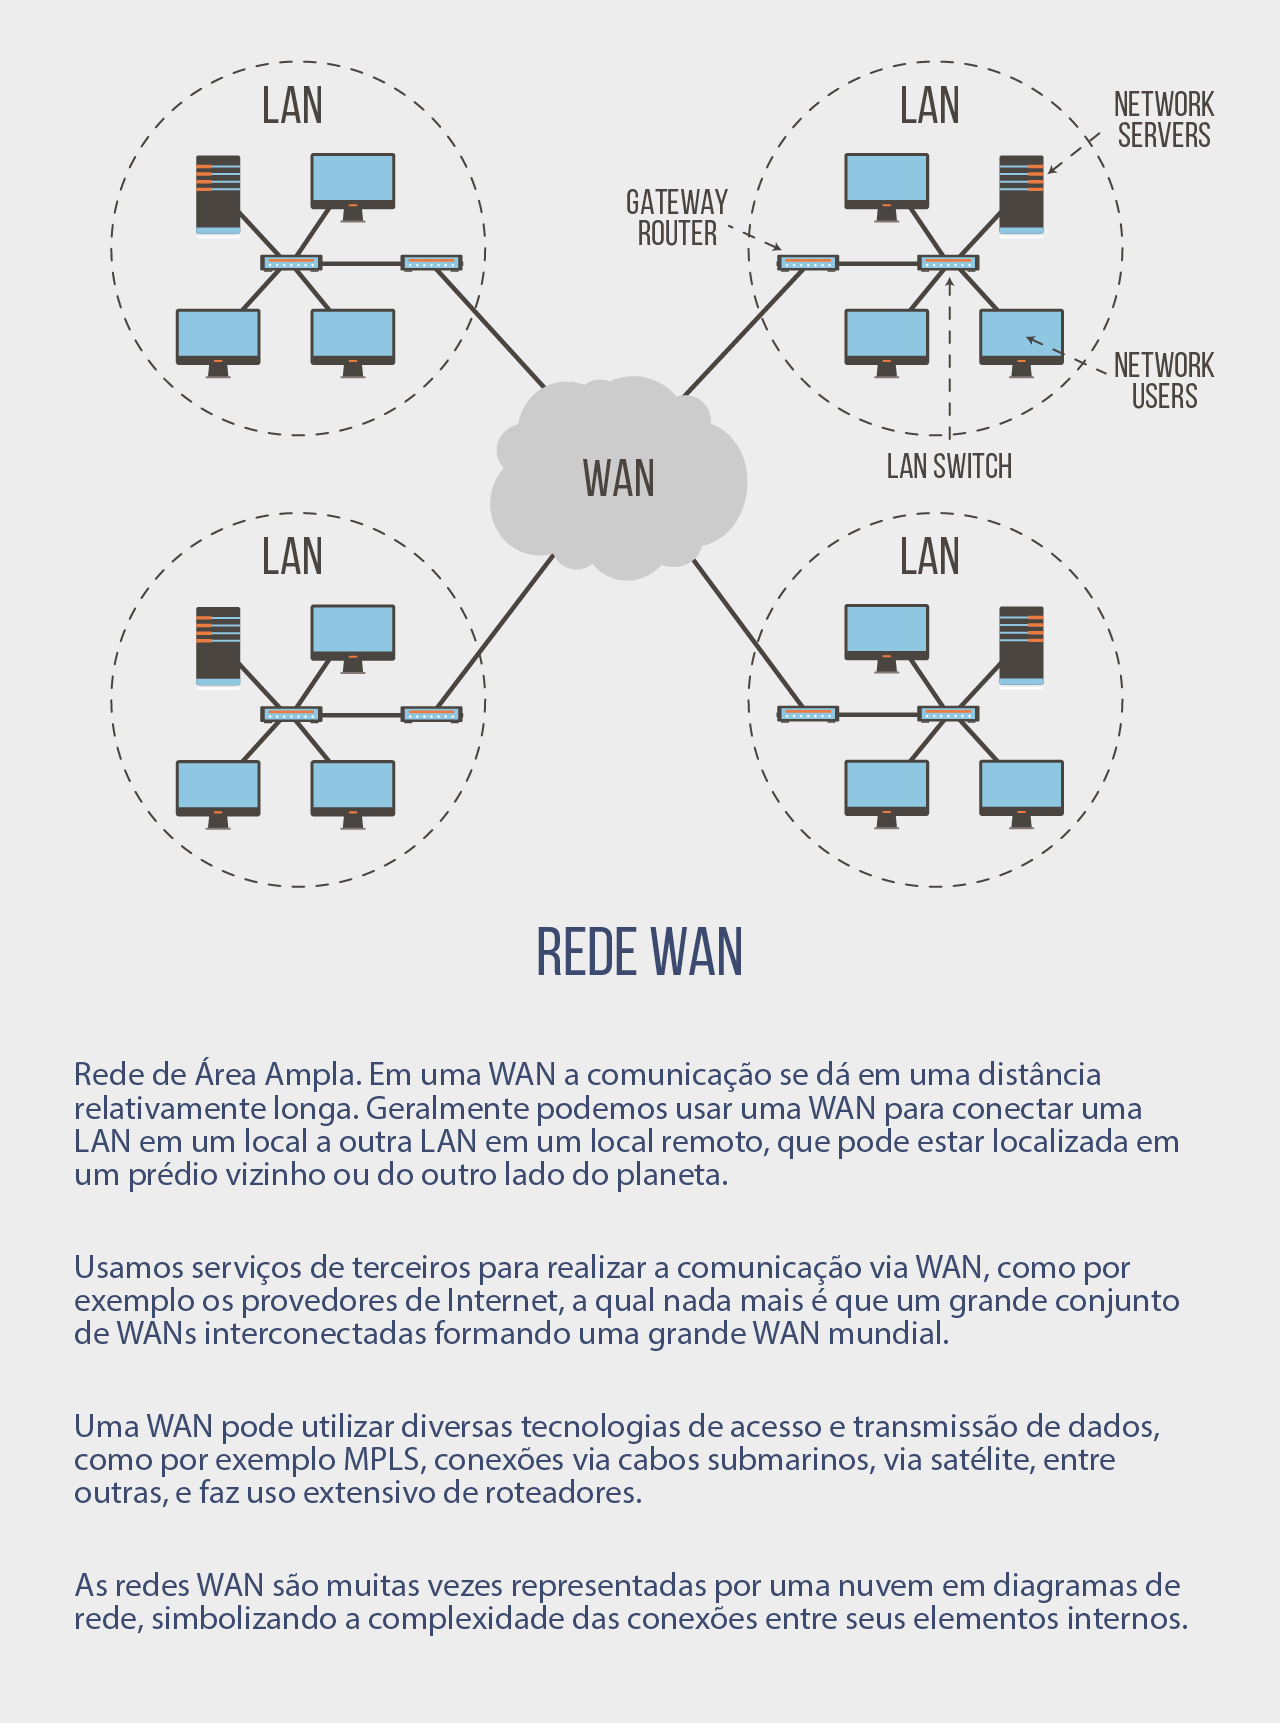 LAN
LAN
NETWORK
SERVERS
GATEWAY
ROUTER
NETWORK
USERS
WAN
LAN SWITCH
LAN
LAN
REDE WAN
Rede de Área Ampla. Em uma WAN a comunicação se dá em uma distância
relativamente longa. Geralmente podemos usar uma WAN para conectar uma
LAN em um local a outra LAN em um local remoto, que pode estar localizada em
um prédio vizinho ou do outro lado do planeta.
Usamos serviços de terceiros para realizar a comunicação via WAN, como por
exemplo os provedores de Internet, a qual nada mais é que um grande conjunto
de WANs interconectadas formando uma grande WAN mundial.
Uma WAN pode utilizar diversas tecnologias de acesso e transmissão de dados,
como por exemplo MPLS, conexões via cabos submarinos, via satélite, entre
outras, e faz uso extensivo de roteadores.
As redes WAN são muitas vezes representadas por uma nuvem em diagramas de
rede, simbolizando a complexidade das conexões entre seus elementos internos.